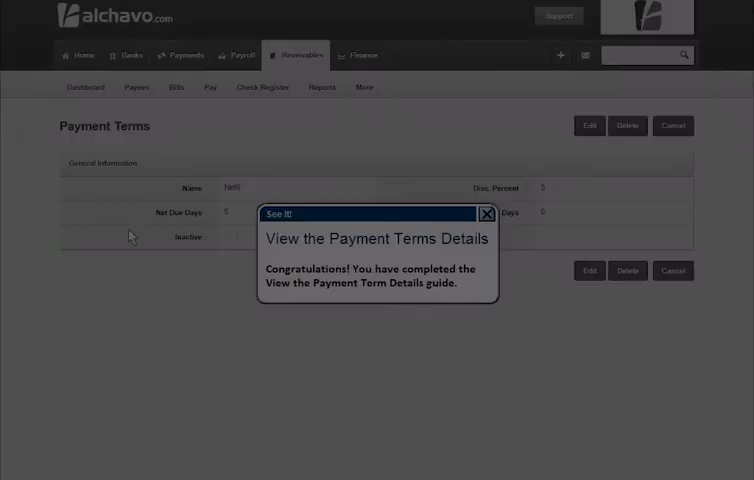 alchavo.com
Support
Home Banks Payments Payroll Receivables Finance
Dashboard Payees Bills Pay Check Register Reports More
Payment Terms
Edit Delete Cancel
General Information
Name Disc. Percent 5
Net Due Days 5 Days 0
Inactive
See It!
View the Payment Terms Details
Congratulations! You have completed the
View the Payment Term Details guide.
Edit Delete Cancel